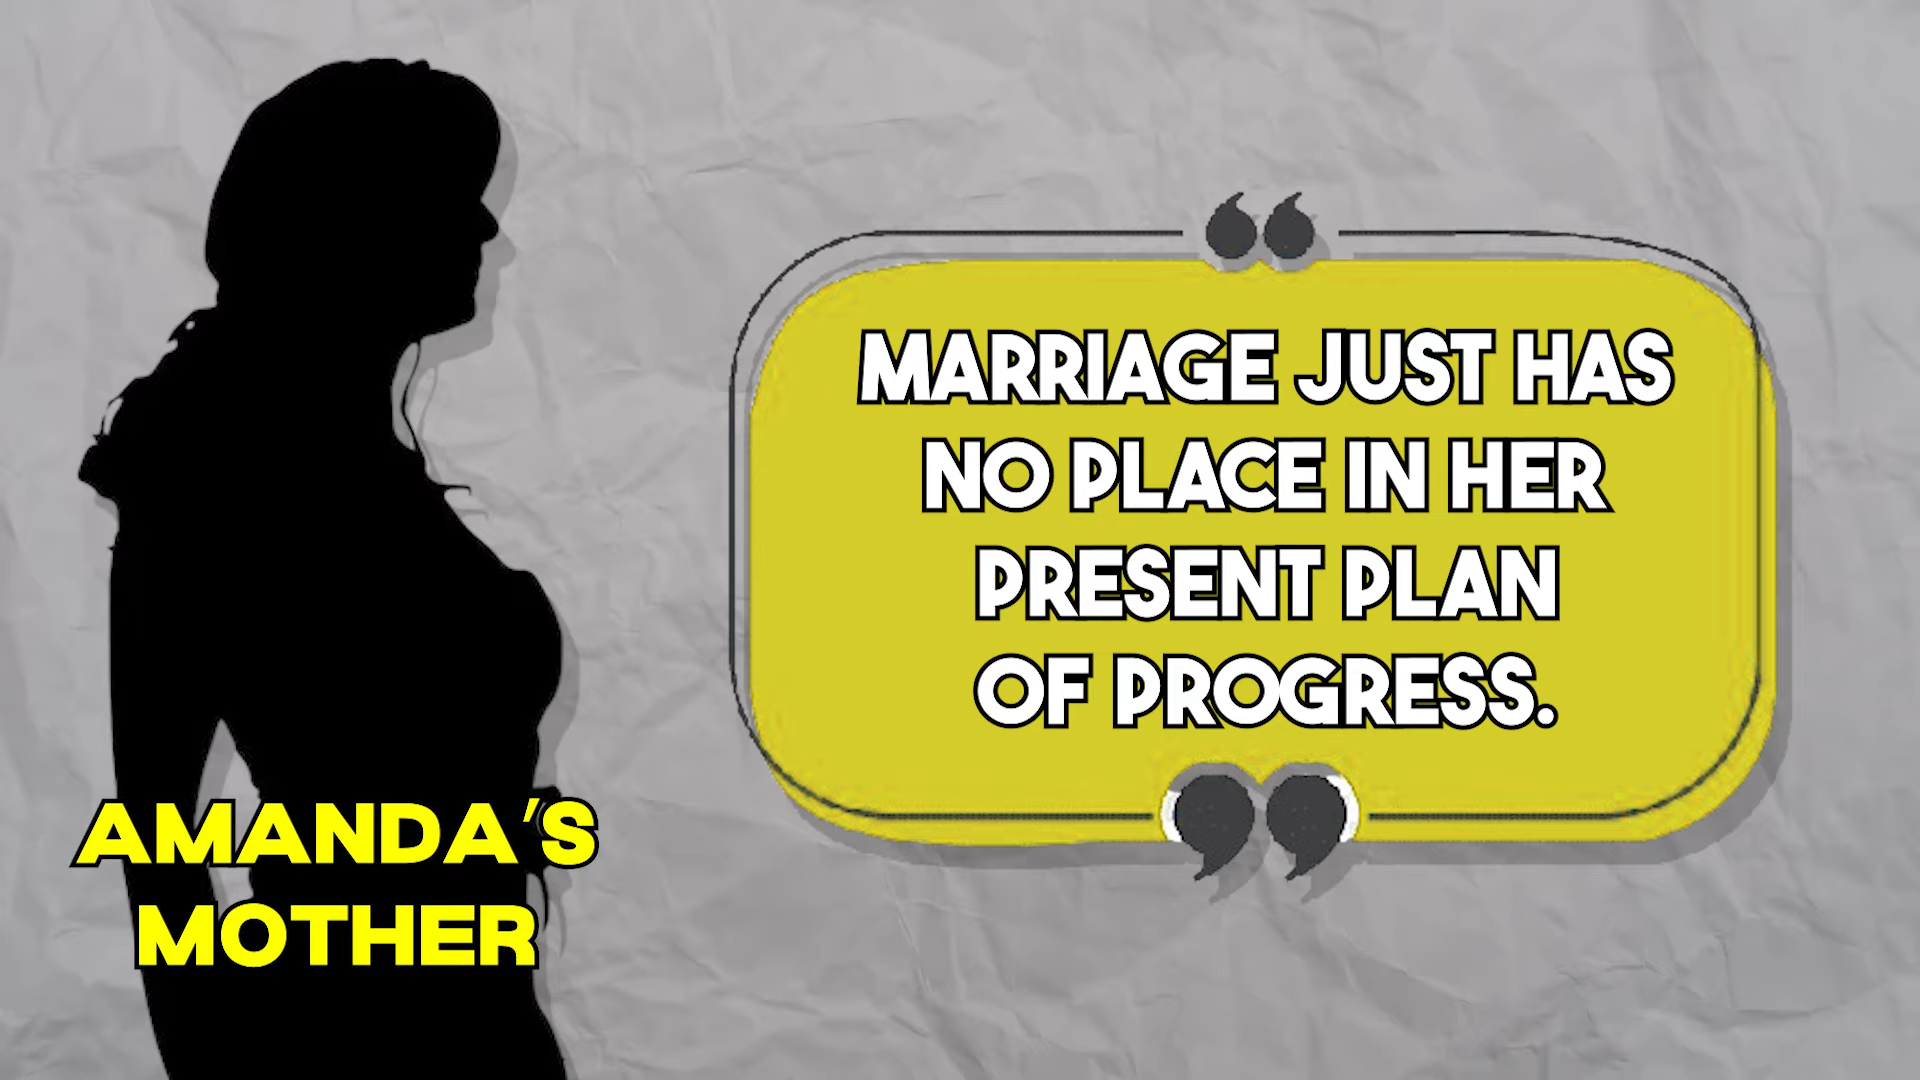 MARRIAGE JUST HAS
NO PLACE IN HER
PRESENT PLAN
OF PROGRESS.
AMANDA'S
MOTHER